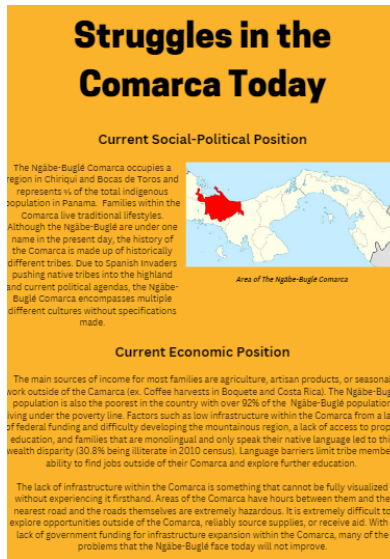 Struggles in the
Comarca Today
Current Social-Political Position
The Ngäbe-Buglé Comarca occupies a
region in Chiriquí and Bocas de Toros and
represents of the total indigenous
population in Panama. Families within the
Comarca live traditional lifestyles.
Although the Ngäbe-Buglé are under one
name in the present day, the history of
the Comarca is made up of historically
different tribes. Due to Spanish Invaders
pushing native tribes into the highland
and current political agendas, the Ngäbe-
Buglé Comarca encompasses multiple
different cultures without specifications
made.
Area of The Ngäbe-Buglé Comarca
Current Economic Position
The main sources of income for most families are agriculture, artisan products, or seasonal
work outside of the Camarca (ex. Coffee harvests in Boquete and Costa Rica). The Ngäbe-Bug
population is also the poorest in the country with over 92% of the Ngäbe-Buglé population
living under the poverty line. Factors such as low infrastructure within the Comarca from a la
of federal funding and difficulty developing the mountainous region, a lack of access to prop
education, and families that are monolingual and only speak their native language led to thi
wealth disparity (30.8% being illiterate in 2010 census). Language barriers limit tribe membe
ability to find jobs outside of their Comarca and explore further education.
The lack of infrastructure within the Comarca is something that cannot be fully visualized
without experiencing it firsthand. Areas of the Comarca have hours between them and the
nearest road and the roads themselves are extremely hazardous. It is extremely difficult to
explore opportunities outside of the Comarca, reliably source supplies, or receive aid. With
lack of government funding for infrastructure expansion within the Comarca, many of the
problems that the Ngäbe-Buglé face today will not improve.